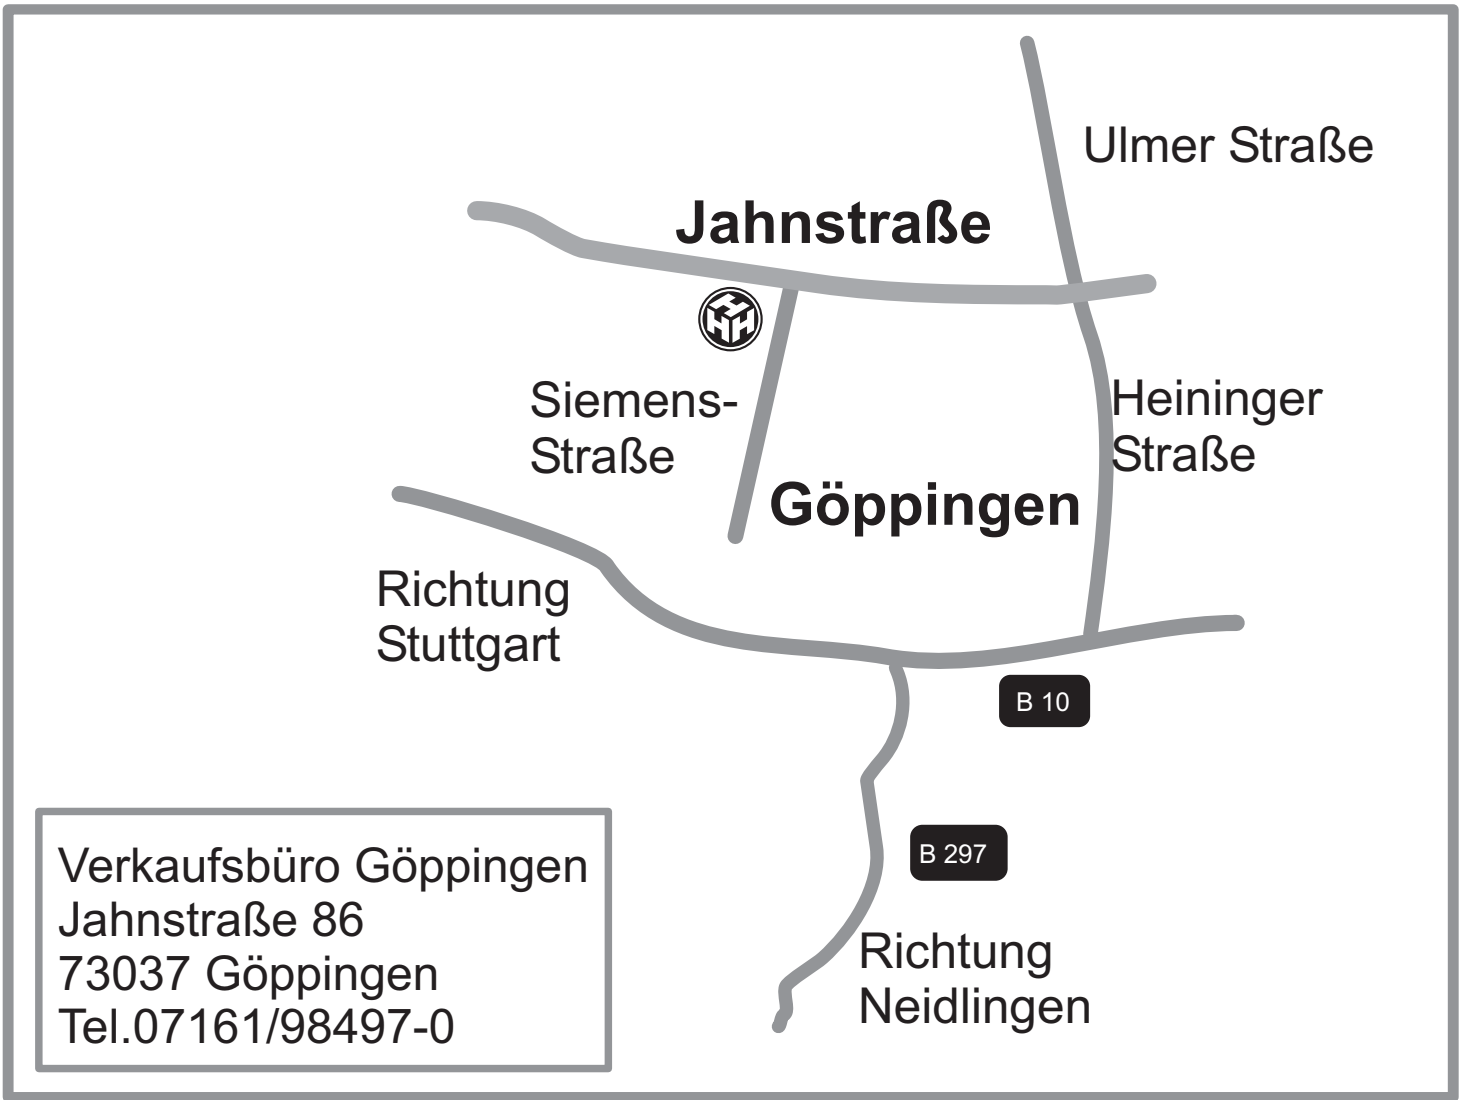 Ulmer Straße
Jahnstraße
HHH
Siemens-
Straße
Heininger
Straße
Göppingen
Richtung
Stuttgart
B 10
B 297
Richtung
Neidlingen
Verkaufsbüro Göppingen
Jahnstraße 86
73037 Göppingen
Tel.07161/98497-0